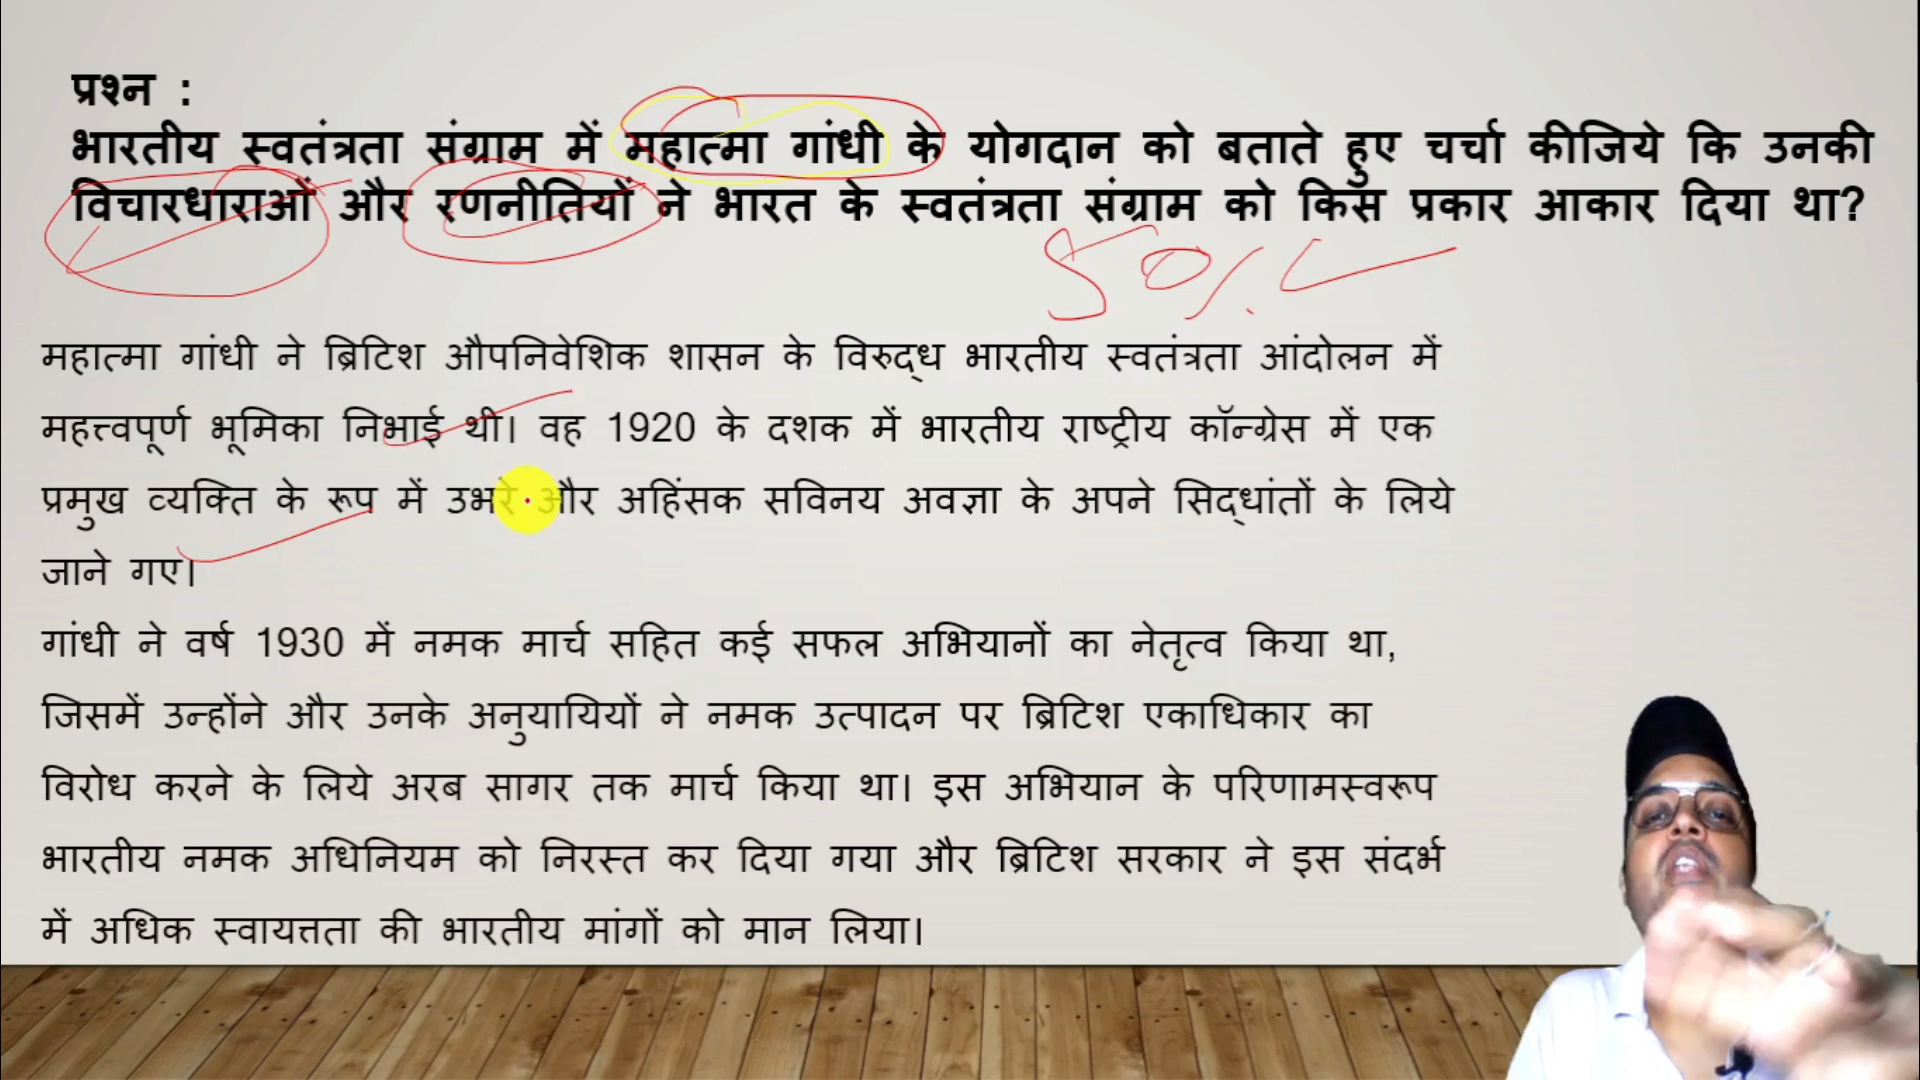 प्रश्न :
भारतीय स्वतंत्रता संग्राम में महात्मा गांधी के योगदान को बताते हुए चर्चा कीजिये कि उनकी
विचारधाराओं और रणनीतियों ने भारत के स्वतंत्रता संग्राम को किस प्रकार आकार दिया था?
50%
महात्मा गांधी ने ब्रिटिश औपनिवेशिक शासन के विरुद्ध भारतीय स्वतंत्रता आंदोलन में
महत्त्वपूर्ण भूमिका निभाई थी। वह 1920 के दशक में भारतीय राष्ट्रीय कॉन्ग्रेस में एक
प्रमुख व्यक्ति के रूप में उभरे और अहिंसक सविनय अवज्ञा के अपने सिद्धांतों के लिये
जाने गए।
गांधी ने वर्ष 1930 में नमक मार्च सहित कई सफल अभियानों का नेतृत्व किया था,
जिसमें उन्होंने और उनके अनुयायियों ने नमक उत्पादन पर ब्रिटिश एकाधिकार का
विरोध करने के लिये अरब सागर तक मार्च किया था। इस अभियान के परिणामस्वरूप
भारतीय नमक अधिनियम को निरस्त कर दिया गया और ब्रिटिश सरकार ने इस संदर्भ
में अधिक स्वायत्तता की भारतीय मांगों को मान लिया।